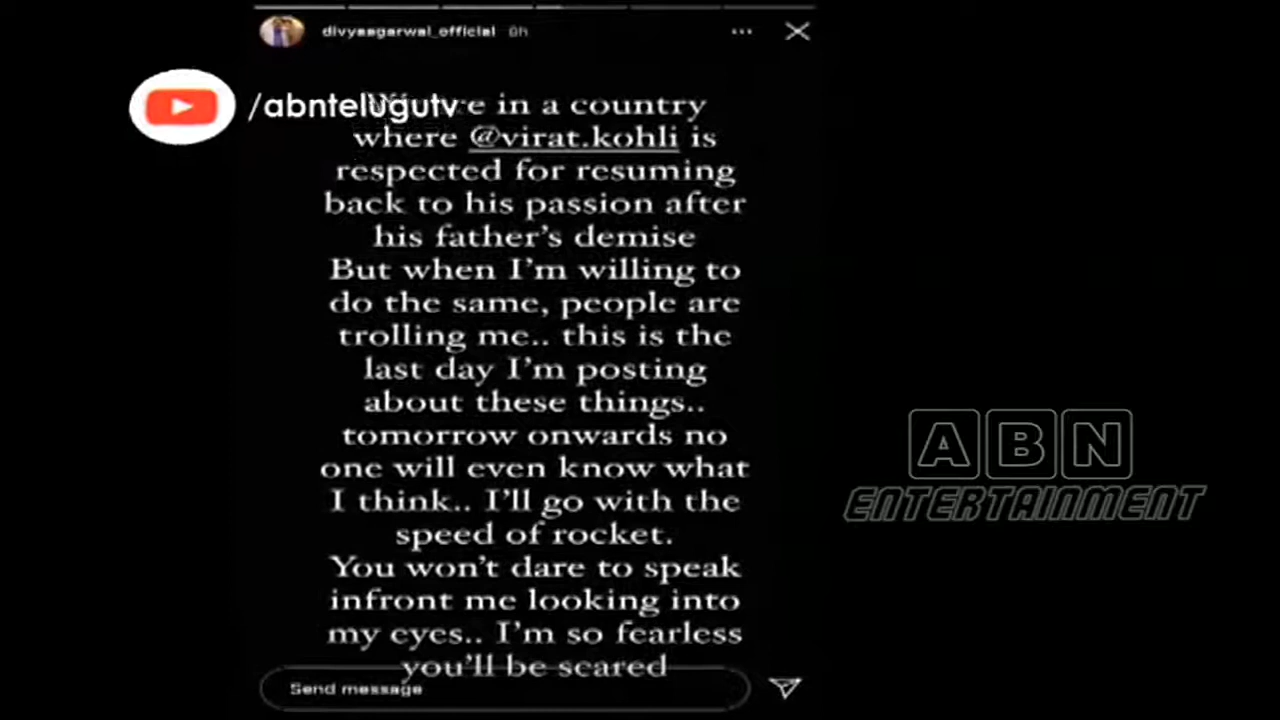 divyaagarwal_official 8h
/abntelugutv
re in a country
where @virat.kohli is
respected for resuming
back to his passion after
his father's demise
But when I'm willing to
do the same, people are
trolling me.. this is the
last day I'm posting
about these things..
tomorrow onwards no
one will even know what
I think.. I'll go with the
speed of rocket.
You won't dare to speak
infront me looking into
my eyes.. I'm so fearless
you'll be scared
Send message
ABN
ENTERTAINMENT